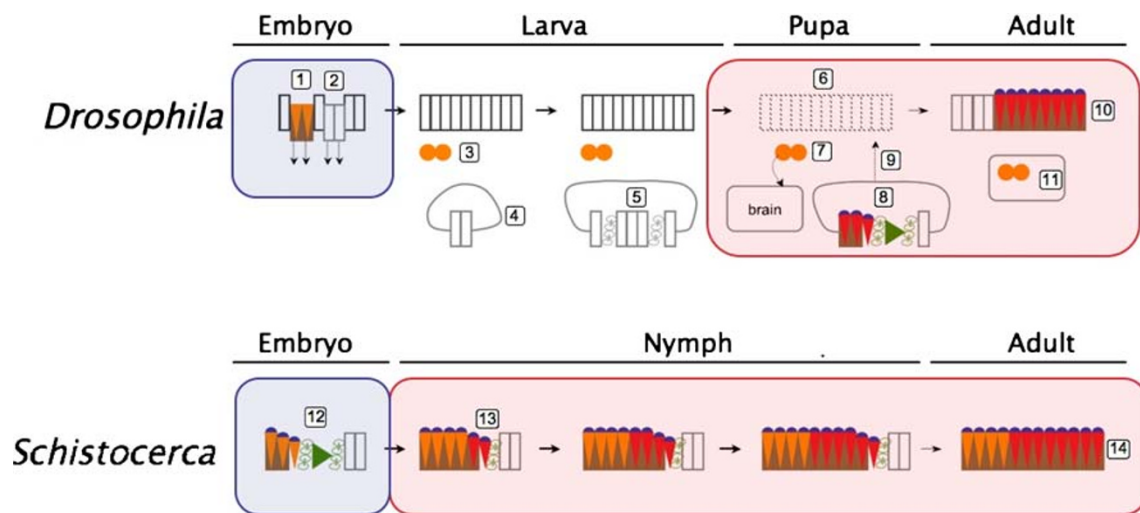 Embryo Larva Pupa Adult
Drosophila
1 2 6
3 7 10
9
4 5 8 11
brain
Embryo Nymph Adult
Schistocerca
12 13 14